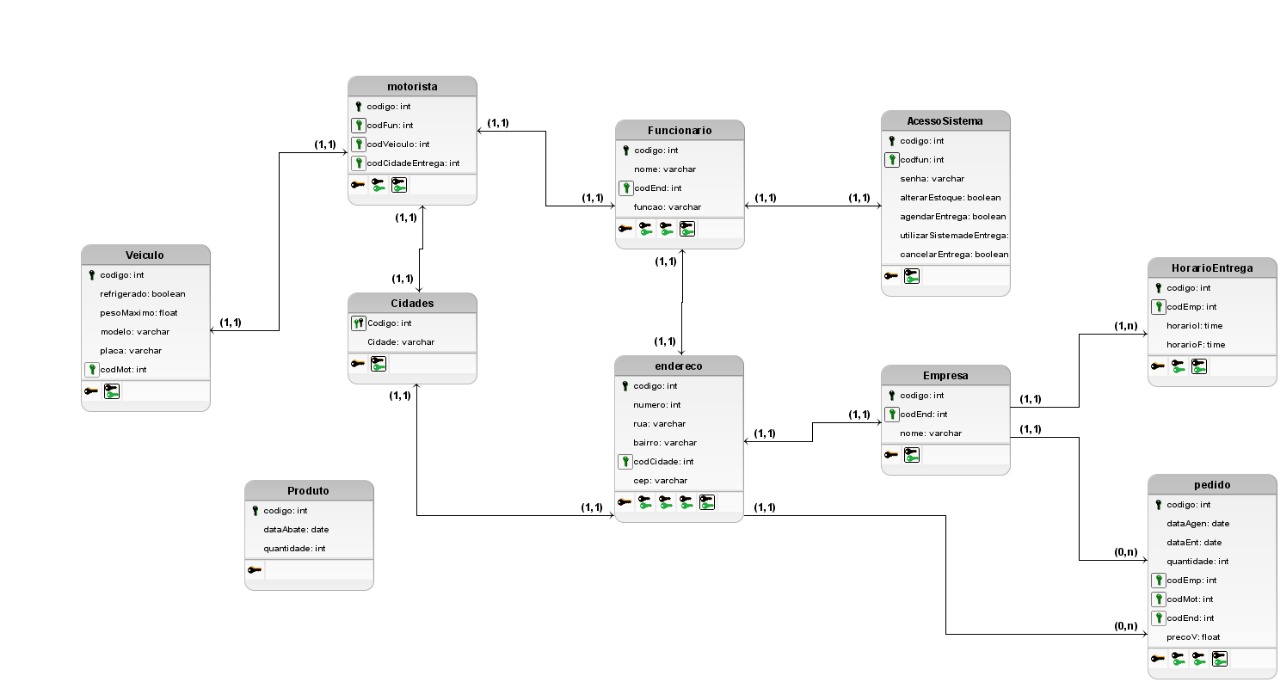 motorista
codigo: int
codFun: int
codVeiculo: int
codCidadeEntrega: int
(1,1)
(1,1)
(1,1)
Funcionario
codigo: int
nome: varchar
codEnd: int
funcao: varchar
(1,1)
(1,1)
(1,1)
AcessoSistema
codigo: int
codfun: int
senha: varchar
alterarEstoque: boolean
agendarEntrega: boolean
utilizarSistemadeEntrega:
cancelarEntrega: boolean
(1,1)
Veiculo
codigo: int
refrigerado: boolean
pesoMaximo: float
modelo: varchar
placa: varchar
codMot: int
(1,1)
Cidades
Codigo: int
Cidade: varchar
(1,1)
(1,1)
endereco
codigo: int
numero: int
rua: varchar
bairro: varchar
codCidade: int
cep: varchar
(1,1)
(1,1)
(1,1)
(1,1)
Empresa
codigo: int
codEnd: int
nome: varchar
(1,1)
(1,1)
(1,1)
HorarioEntrega
codigo: int
codEmp: int
horarioI: time
horarioF: time
(1,n)
Produto
codigo: int
dataAbate: date
quantidade: int
pedido
codigo: int
dataAgen: date
dataEnt: date
quantidade: int
codEmp: int
codMot: int
codEnd: int
precoV: float
(0,n)
(0,n)